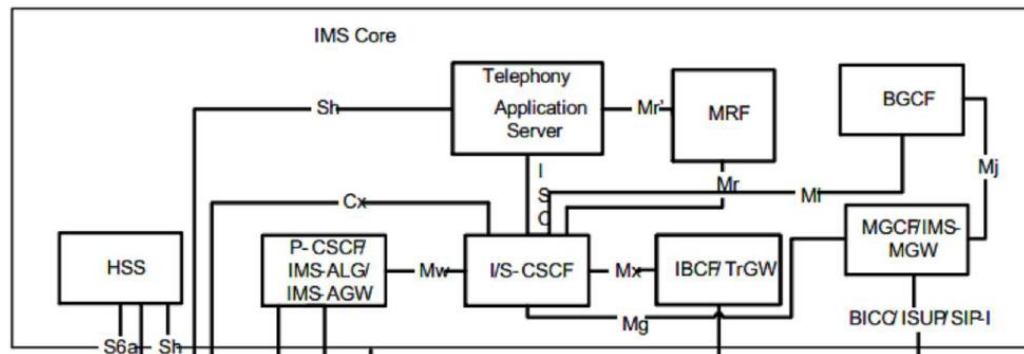 IMS Core
Telephony
Application
Server
Sh
Mr'
MRF
BGCF
Mj
I
S
C
Mr
Mi
Cx
HSS
P- CSCF/
IMS-ALG/
IMS-AGW
Mw
I/S- CSCF
Mx
IBCF/ TrGW
MGCF/IMS-
MGW
Mg
BICC/ ISUP/ SIP-I
S6a
Sh